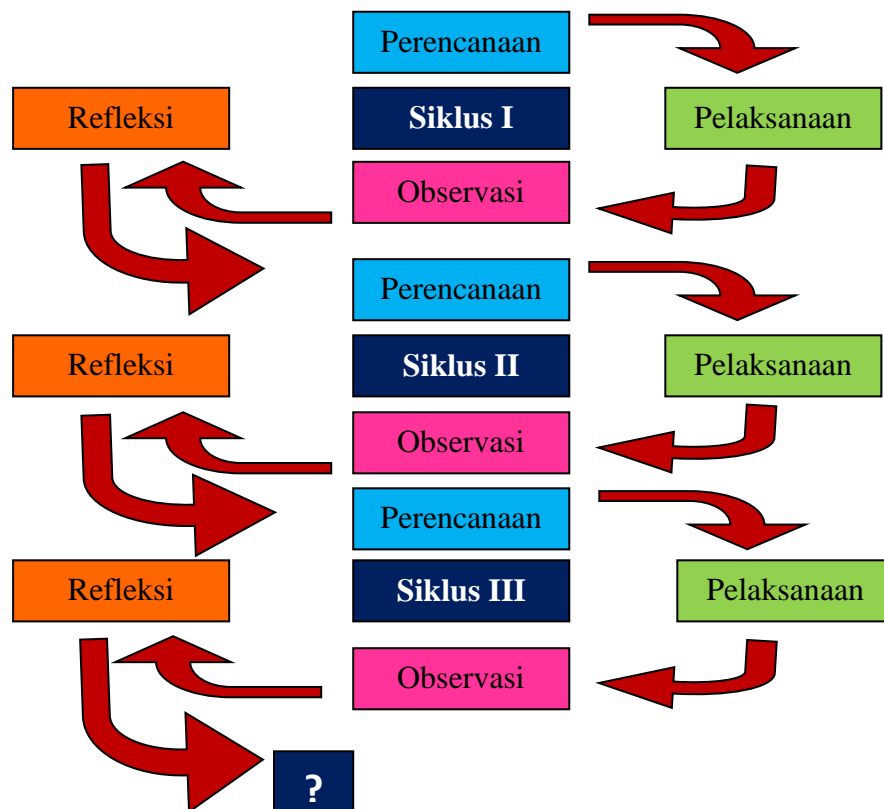 Perencanaan
Refleksi
Siklus I
Pelaksanaan
Observasi
Perencanaan
Refleksi
Siklus II
Pelaksanaan
Observasi
Perencanaan
Refleksi
Siklus III
Pelaksanaan
Observasi
?